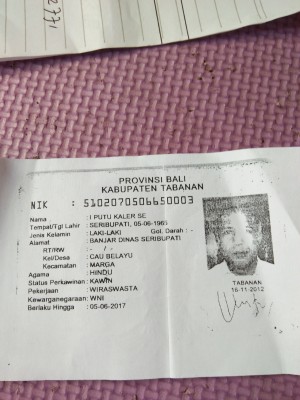 2771
PROVINSI BALI
KABUPATEN TABANAN
NIK : 5102070506650003
Nama : I PUTU KALER SE
Tempat/Tgl Lahir : SERIBUPATI, 05-06-1965
Jenis Kelamin : LAKI-LAKI Gol. Darah : -
Alamat : BANJAR DINAS SERIBUPATI
RT/RW : - / -
Kel/Desa : CAU BELAYU
Kecamatan : MARGA
Agama : HINDU
Status Perkawinan : KAWIN
Pekerjaan : WIRASWASTA
Kewarganegaraan : WNI
Berlaku Hingga : 05-06-2017
TABANAN
16-11-2012